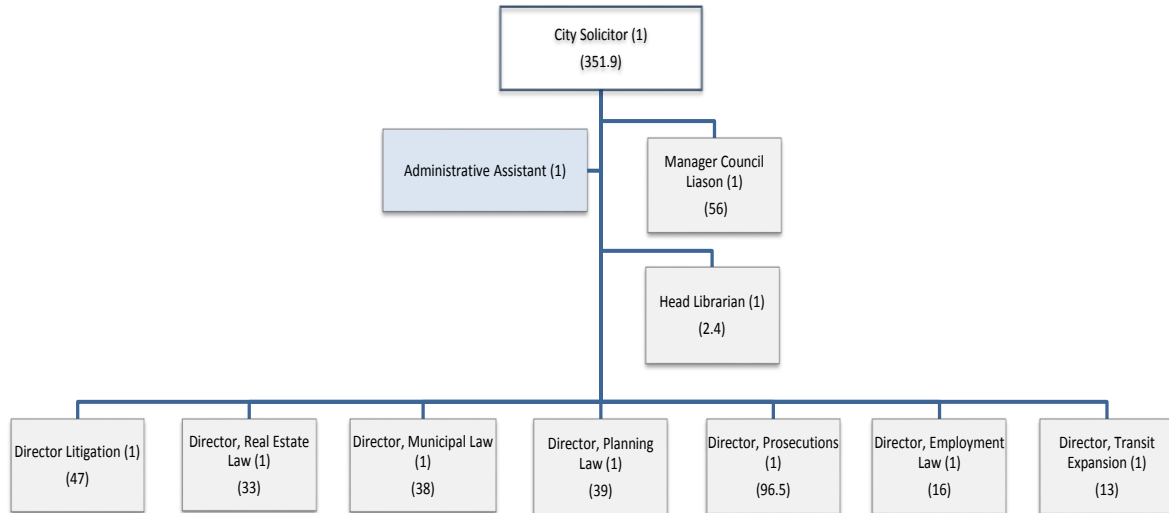 City Solicitor (1)
(351.9)
Administrative Assistant (1)
Manager Council
Liason (1)
(56)
Head Librarian (1)
(2.4)
Director Litigation (1)
(47)
Director, Real Estate
Law (1)
(33)
Director, Municipal Law
(1)
(38)
Director, Planning
Law (1)
(39)
Director, Prosecutions
(1)
(96.5)
Director, Employment
Law (1)
(16)
Director, Transit
Expansion (1)
(13)